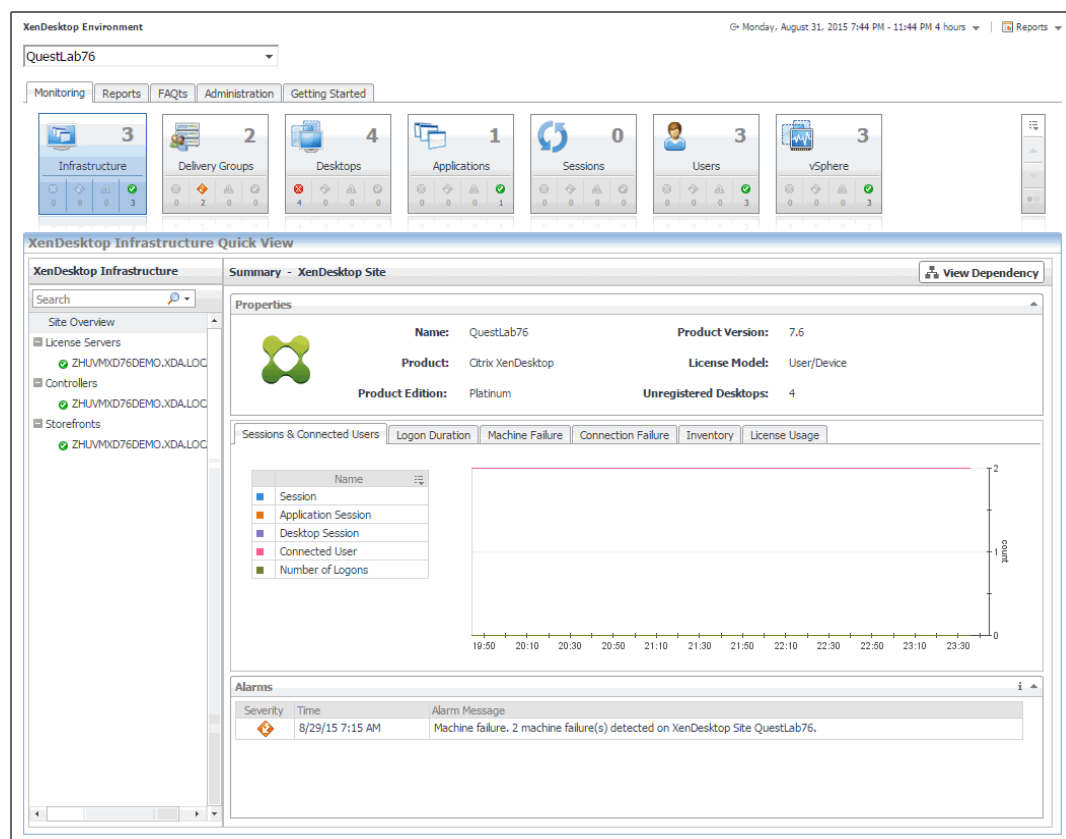 XenDesktop Environment
Monday, August 31, 2015 7:44 PM - 11:44 PM 4 hours
Reports
QuestLab76
Monitoring
Reports
FAQts
Administration
Getting Started
3
Infrastructure
0 0 0 3
2
Delivery Groups
0 2 0 0
4
Desktops
4 0 0 0
1
Applications
0 0 0 1
0
Sessions
0 0 0 0
3
Users
0 0 0 3
3
vSphere
0 0 0 3
XenDesktop Infrastructure Quick View
XenDesktop Infrastructure
Search
Site Overview
License Servers
ZHUVMXD76DEMO.XDA.LOC
Controllers
ZHUVMXD76DEMO.XDA.LOC
Storefronts
ZHUVMXD76DEMO.XDA.LOC
Summary - XenDesktop Site
View Dependency
Properties
Name: QuestLab76 Product Version: 7.6
Product: Citrix XenDesktop License Model: User/Device
Product Edition: Platinum Unregistered Desktops: 4
Sessions & Connected Users
Logon Duration
Machine Failure
Connection Failure
Inventory
License Usage
Name
Session
Application Session
Desktop Session
Connected User
Number of Logons
2
1
0
count
19:50 20:10 20:30 20:50 21:10 21:30 21:50 22:10 22:30 22:50 23:10 23:30
Alarms
Severity Time Alarm Message
8/29/15 7:15 AM Machine failure. 2 machine failure(s) detected on XenDesktop Site QuestLab76.